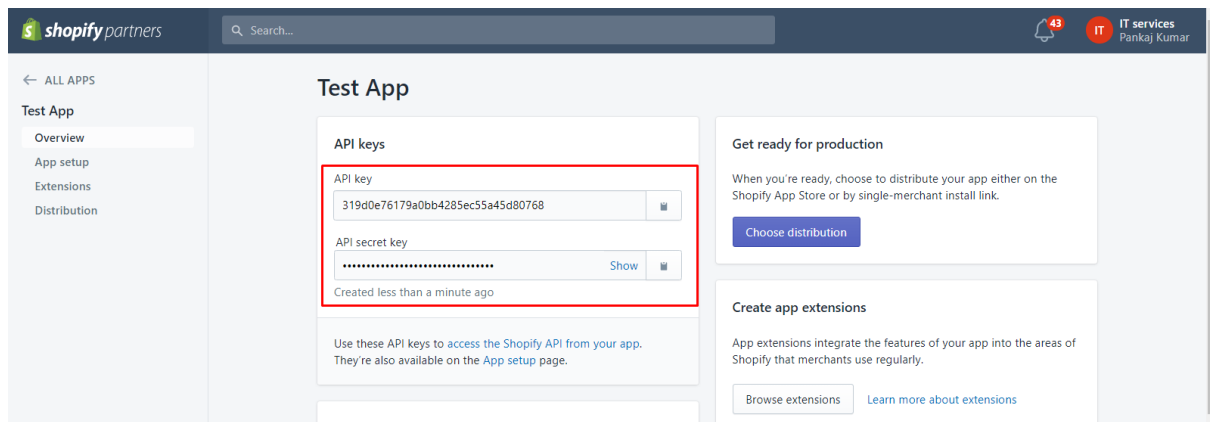 shopify partners
Search...
43
IT
IT services
Pankaj Kumar
ALL APPS
Test App
Overview
App setup
Extensions
Distribution
Test App
API keys
API key
319d0e76179a0bb4285ec55a45d80768
API secret key
•••••••••••••••••••••••••••••••• Show
Created less than a minute ago
Use these API keys to access the Shopify API from your app.
They're also available on the App setup page.
Get ready for production
When you're ready, choose to distribute your app either on the
Shopify App Store or by single-merchant install link.
Choose distribution
Create app extensions
App extensions integrate the features of your app into the areas of
Shopify that merchants use regularly.
Browse extensions
Learn more about extensions